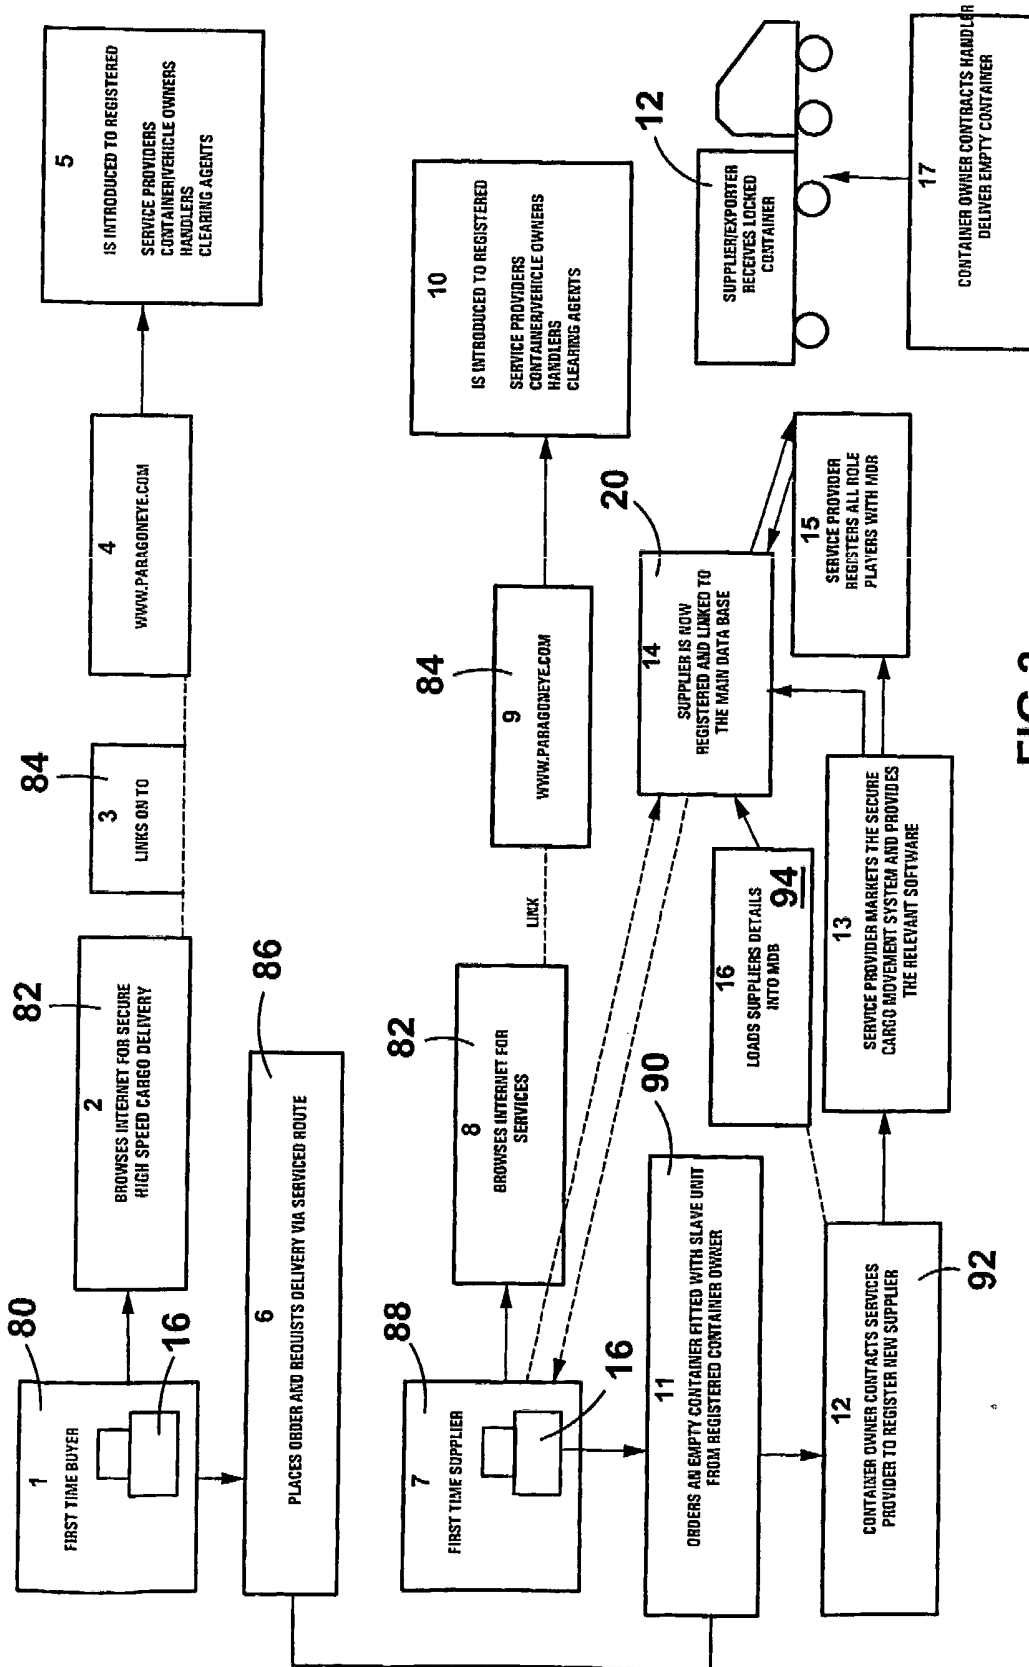 80
1
FIRST TIME BUYER
16
82
2
BROWSES INTERNET FOR SECURE
HIGH SPEED CARGO DELIVERY
84
3
LINKS ON TO
4
WWW.PARAGONEYE.COM
5
IS INTRODUCED TO REGISTERED
SERVICE PROVIDERS
CONTAINER/VEHICLE OWNERS
HANDLERS
CLEARING AGENTS
86
6
PLACES ORDER AND REQUISTS DELIVERY VIA SERVICED ROUTE
88
7
FIRST TIME SUPPLIER
16
82
8
BROWSES INTERNET FOR
SERVICES
LINK
84
9
WWW.PARAGONEYE.COM
10
IS INTRODUCED TO REGISTERED
SERVICE PROVIDERS
CONTAINER/VEHICLE OWNERS
HANDLERS
CLEARING AGENTS
90
11
ORDERS AN EMPTY CONTAINER FITTED WITH SLAVE UNIT
FROM REGISTERED CONTAINER OWNER
16
LOADS SUPPLIERS DETAILS
INTO MDB
94
20
14
SUPPLIER IS NOW
REGISTERED AND LINKED TO
THE MAIN DATA BASE
12
SUPPLIER/EXPORTER
RECEIVES LOCKED
CONTAINER
12
CONTAINER OWNER CONTACTS SERVICES
PROVIDER TO REGISTER NEW SUPPLIER
92
13
SERVICE PROVIDER MARKETS THE SECURE
CARGO MOVEMENT SYSTEM AND PROVIDES
THE RELEVANT SOFTWARE
15
SERVICE PROVIDER
REGISTERS ALL ROLE
PLAYERS WITH MDR
17
CONTAINER OWNER CONTRACTS HANDLER
DELIVER EMPTY CONTAINER